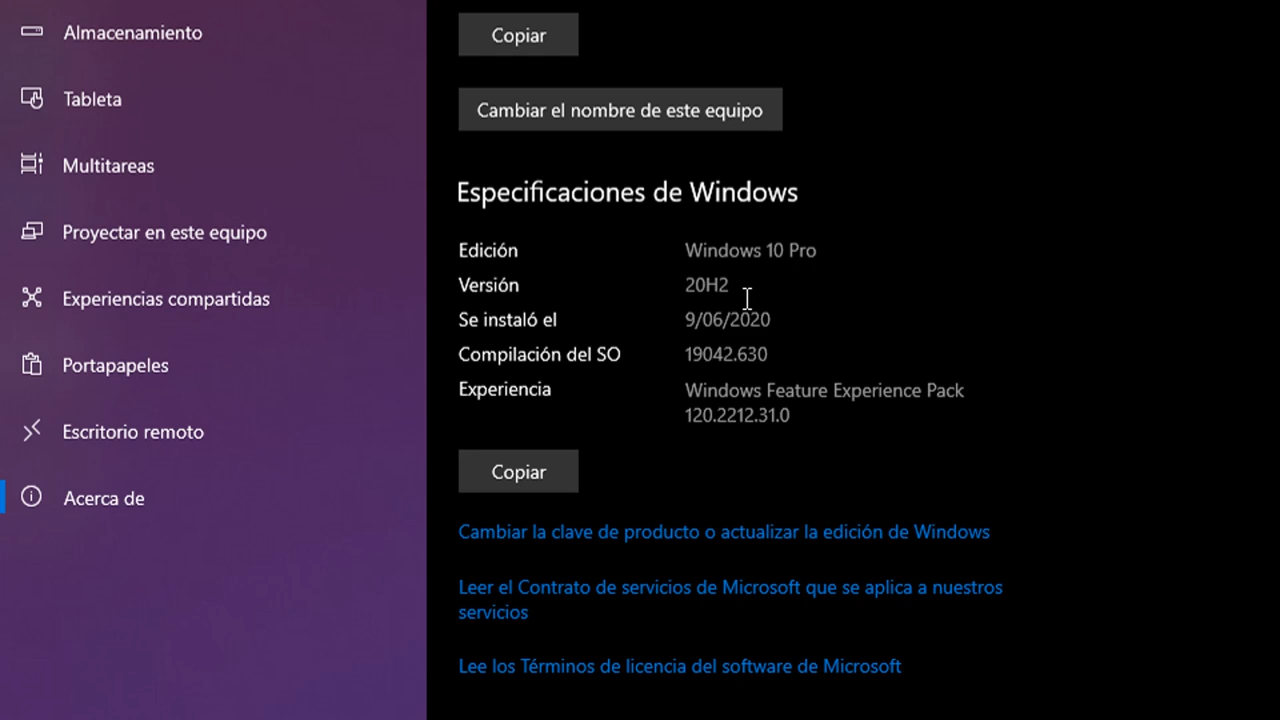 Almacenamiento
Tableta
Multitareas
Proyectar en este equipo
Experiencias compartidas
Portapapeles
Escritorio remoto
Acerca de
Copiar
Cambiar el nombre de este equipo
Especificaciones de Windows
Edición Windows 10 Pro
Versión 20H2
Se instaló el 9/06/2020
Compilación del SO 19042.630
Experiencia Windows Feature Experience Pack
120.2212.31.0
Copiar
Cambiar la clave de producto o actualizar la edición de Windows
Leer el Contrato de servicios de Microsoft que se aplica a nuestros
servicios
Lee los Términos de licencia del software de Microsoft